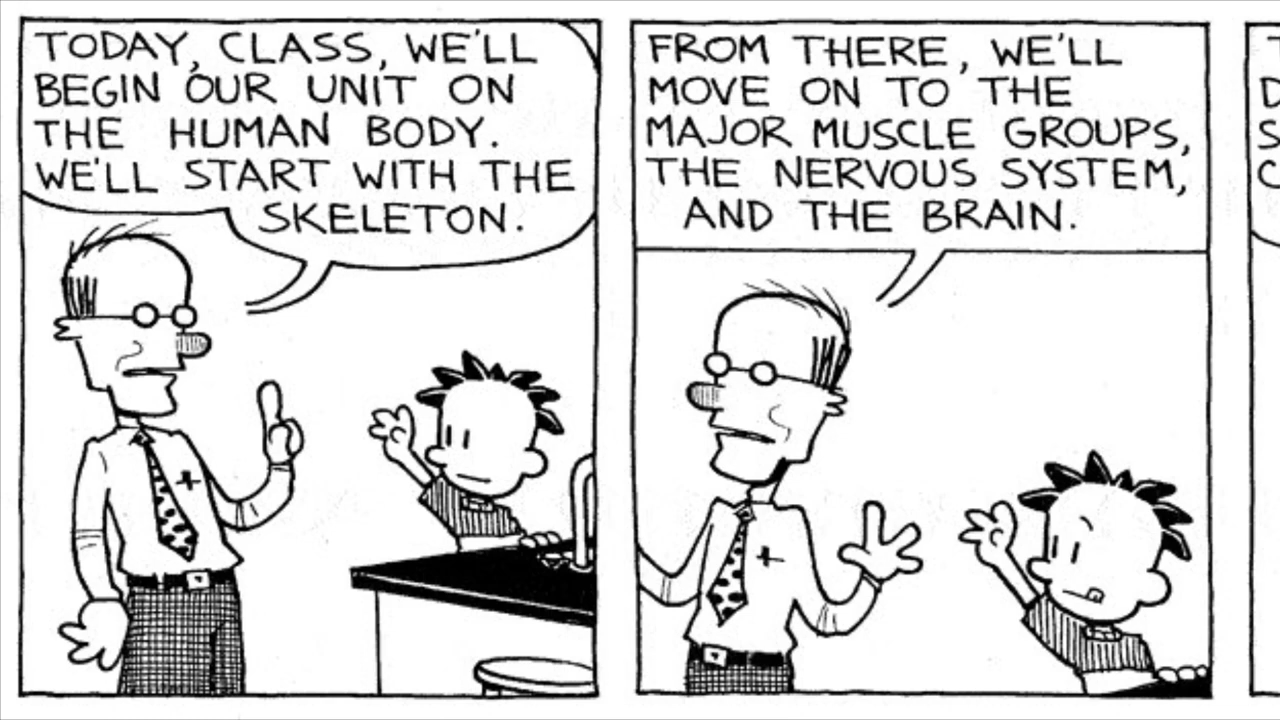 TODAY, CLASS, WE'LL
BEGIN OUR UNIT ON
THE HUMAN BODY.
WE'LL START WITH THE
SKELETON.
FROM THERE, WE'LL
MOVE ON TO THE
MAJOR MUSCLE GROUPS,
THE NERVOUS SYSTEM,
AND THE BRAIN.